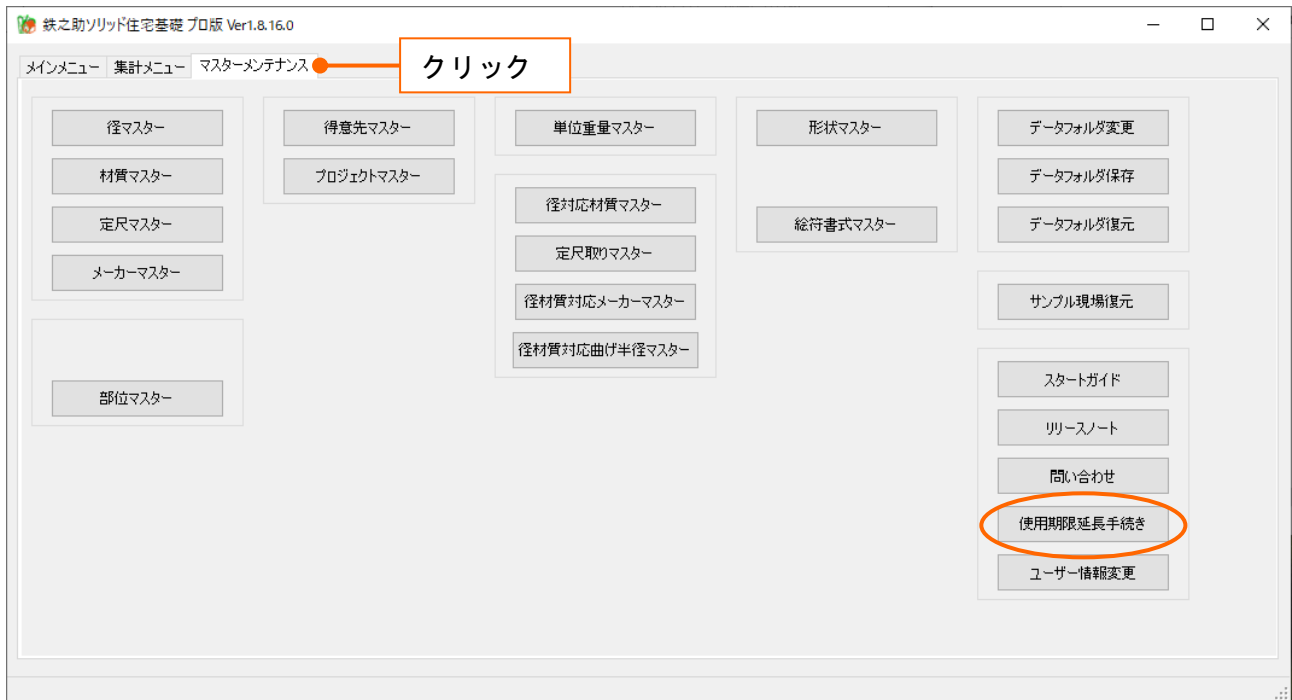 鉄之助ソリッド住宅基礎 プロ版 Ver1.8.16.0
メインメニュー 集計メニュー マスターメンテナンス
クリック
径マスター
材質マスター
定尺マスター
メーカーマスター
部位マスター
得意先マスター
プロジェクトマスター
単位重量マスター
径対応材質マスター
定尺取りマスター
径材質対応メーカーマスター
径材質対応曲げ半径マスター
形状マスター
絵符書式マスター
データフォルダ変更
データフォルダ保存
データフォルダ復元
サンプル現場復元
スタートガイド
リリースノート
問い合わせ
使用期限延長手続き
ユーザー情報変更